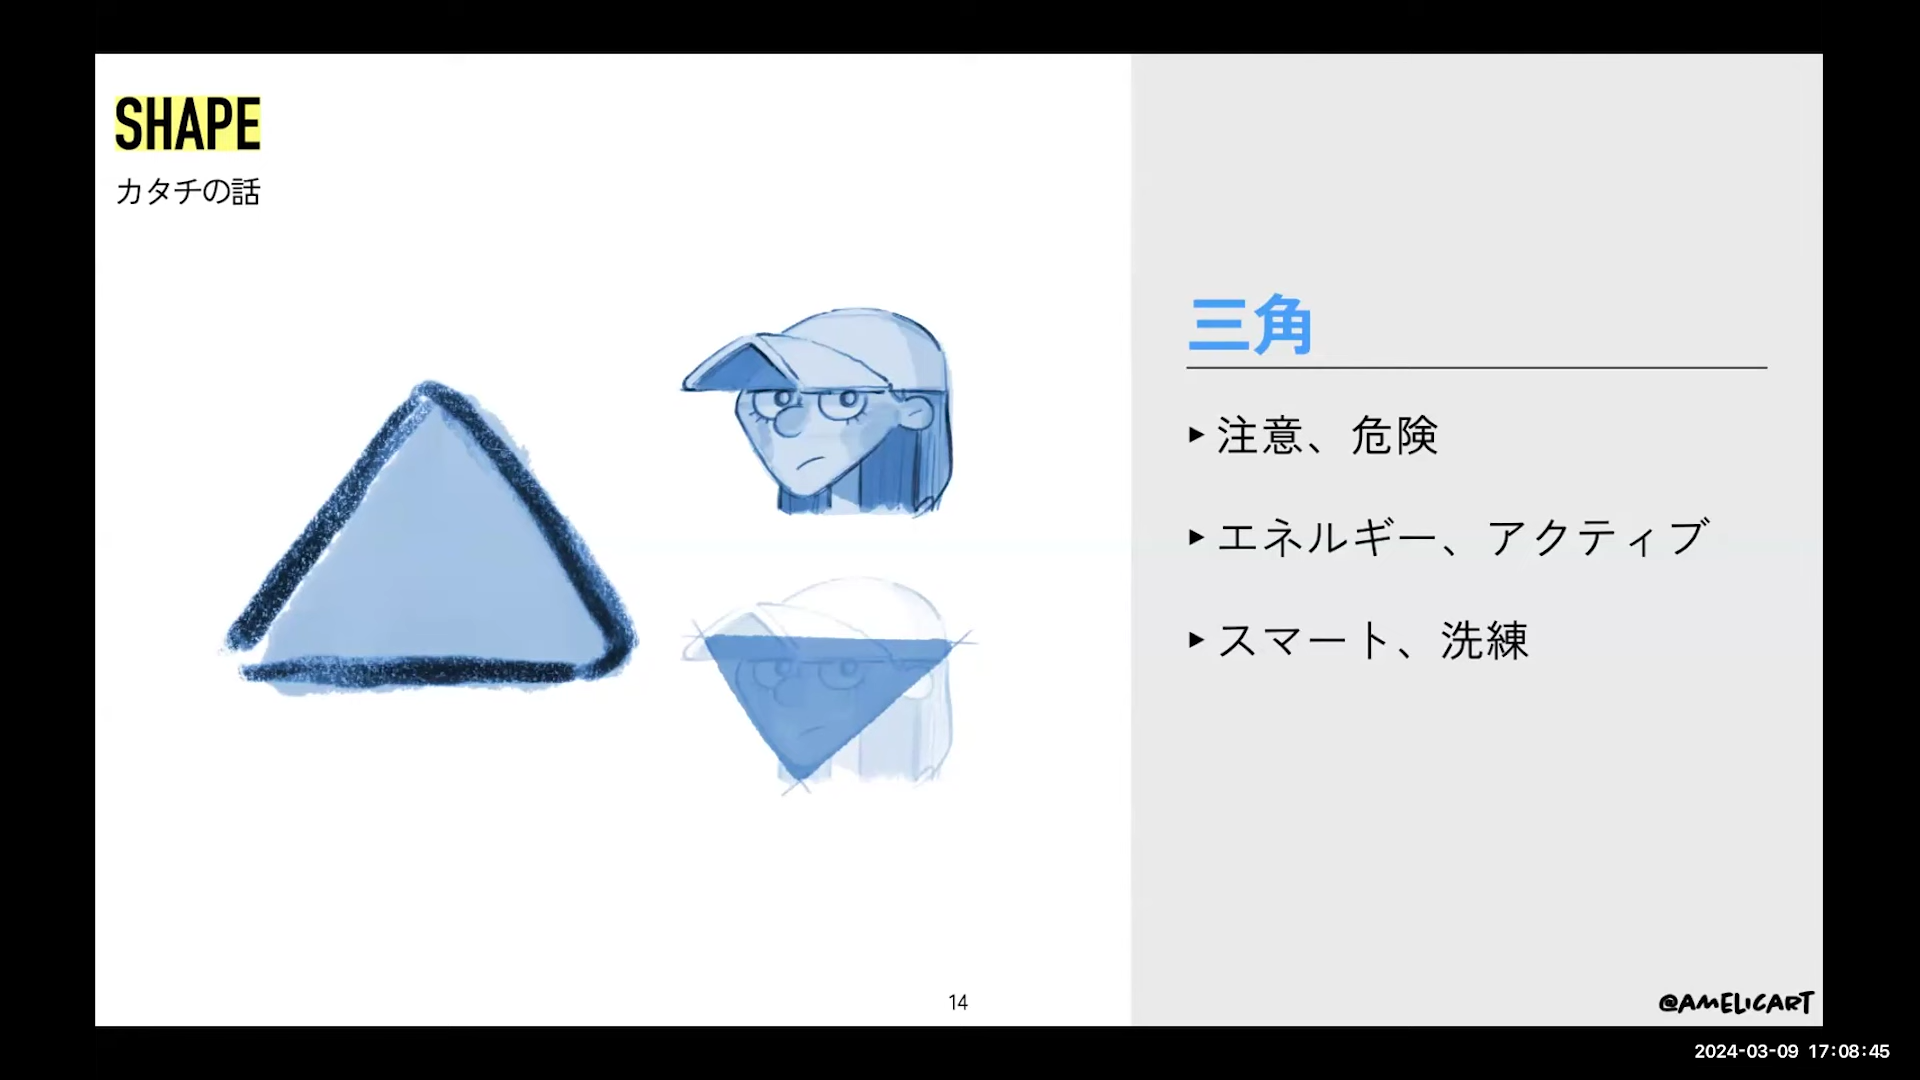 SHAPE
カタチの話
三角
▸ 注意、危険
▸ エネルギー、アクティブ
▸ スマート、洗練
14
@AMELICART
2024-03-09 17:08:45